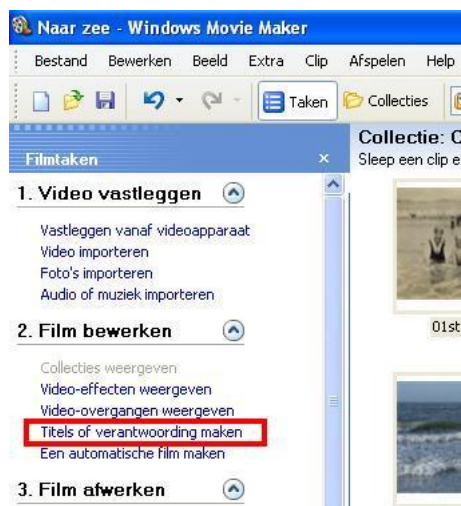 Naar zee - Windows Movie Maker
Bestand Bewerken Beeld Extra Clip Afspelen Help
Taken Collecties
Filmtaken
Collectie:
Sleep een clip
1. Video vastleggen
Vastleggen vanaf videoapparaat
Video importeren
Foto's importeren
Audio of muziek importeren
01st
2. Film bewerken
Collecties weergeven
Video-effecten weergeven
Video-overgangen weergeven
Titels of verantwoording maken
Een automatische film maken
3. Film afwerken